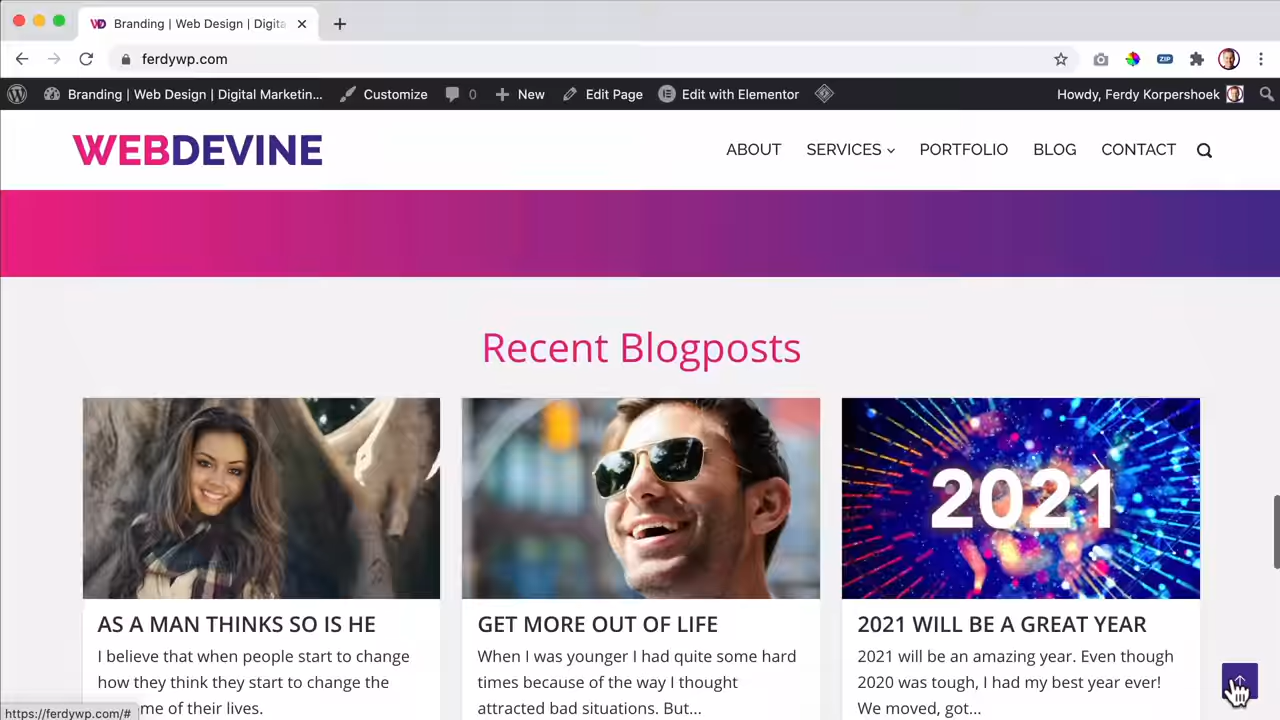 WD Branding | Web Design | Digita
ferdywp.com
ZIP
Branding | Web Design | Digital Marketin... Customize 0 New Edit Page Edit with Elementor Howdy, Ferdy Korpershoek
WEBDEVINE
ABOUT SERVICES PORTFOLIO BLOG CONTACT
Recent Blogposts
2021
AS A MAN THINKS SO IS HE
I believe that when people start to change
how they think they start to change the
me of their lives.
GET MORE OUT OF LIFE
When I was younger I had quite some hard
times because of the way I thought
attracted bad situations. But...
2021 WILL BE A GREAT YEAR
2021 will be an amazing year. Even though
2020 was tough, I had my best year ever!
We moved, got...
https://ferdywp.com/#